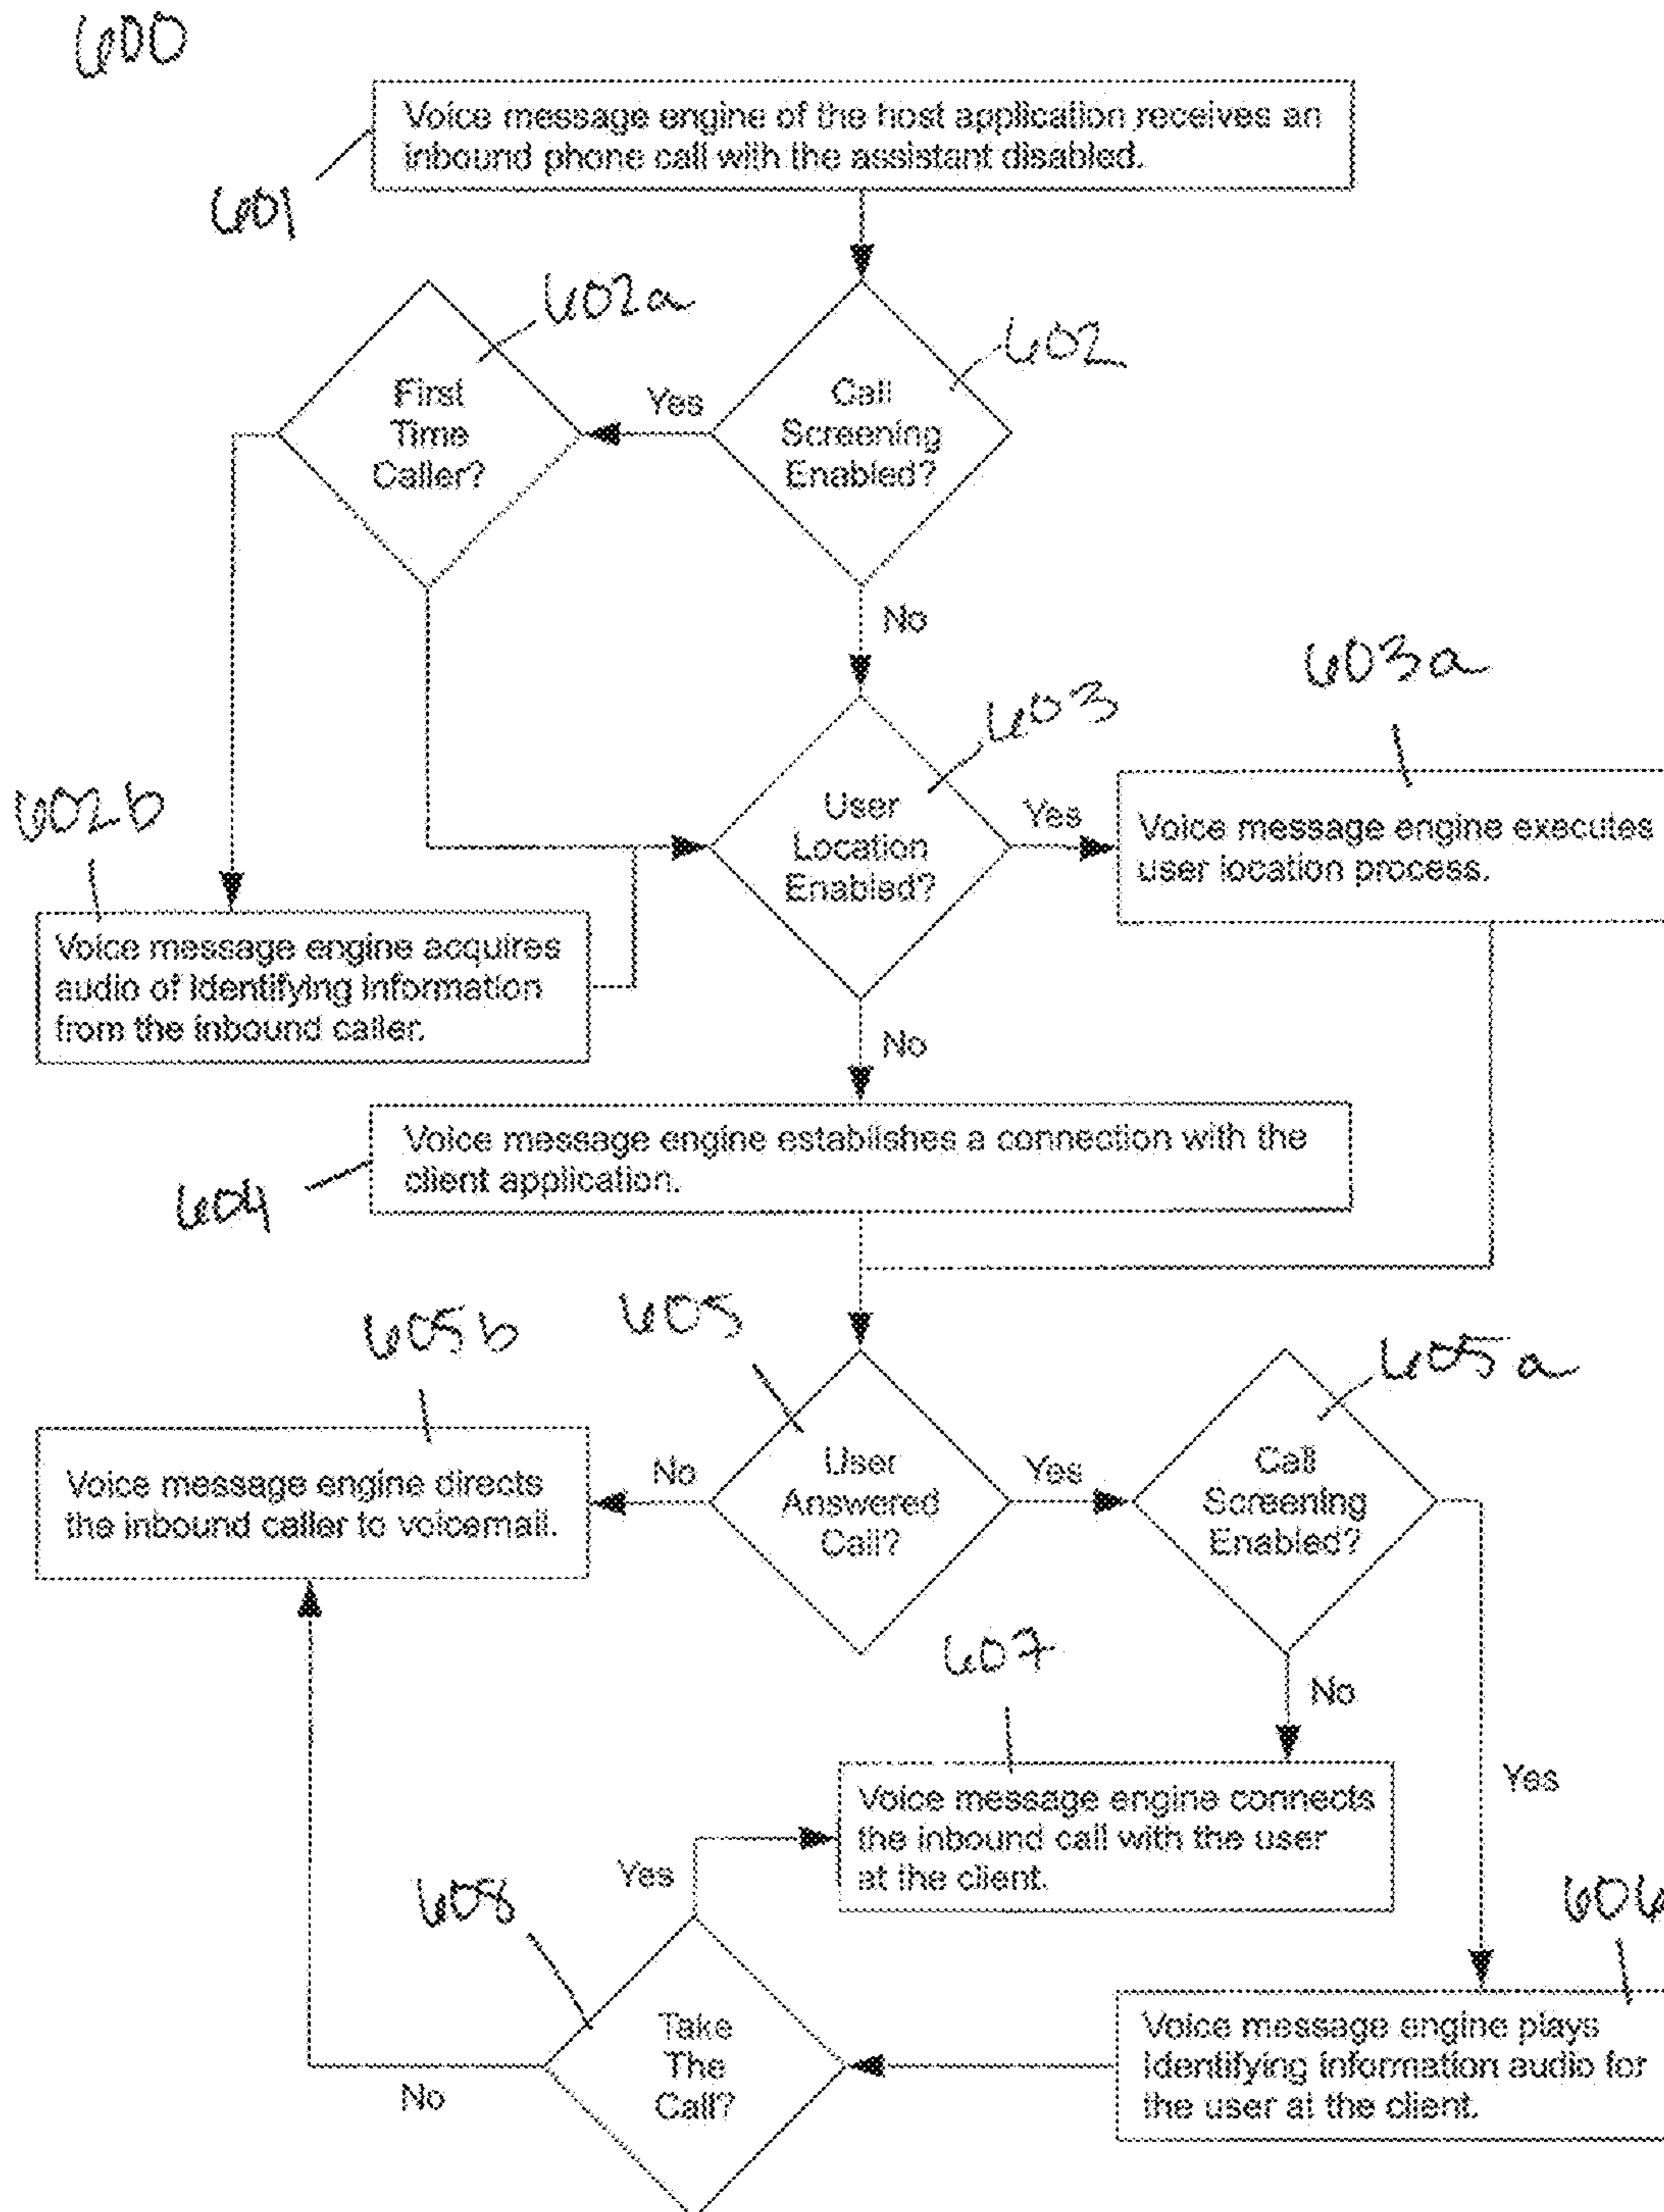 600
Voice message engine of the host application receives an
inbound phone call with the assistant disabled.
601
602a
602
First
Time
Caller?
Yes
Call
Screening
Enabled?
No
603a
603
602b
User
Location
Enabled?
Yes
Voice message engine executes
user location process.
Voice message engine acquires
audio of identifying information
from the inbound caller.
No
Voice message engine establishes a connection with the
client application.
604
605b
605
605a
Voice message engine directs
the inbound caller to voicemail.
No
User
Answered
Call?
Yes
Call
Screening
Enabled?
607
No
Voice message engine connects
the inbound call with the user
at the client.
Yes
Yes
608
606
Take
The
Call?
No
Voice message engine plays
identifying information audio for
the user at the client.